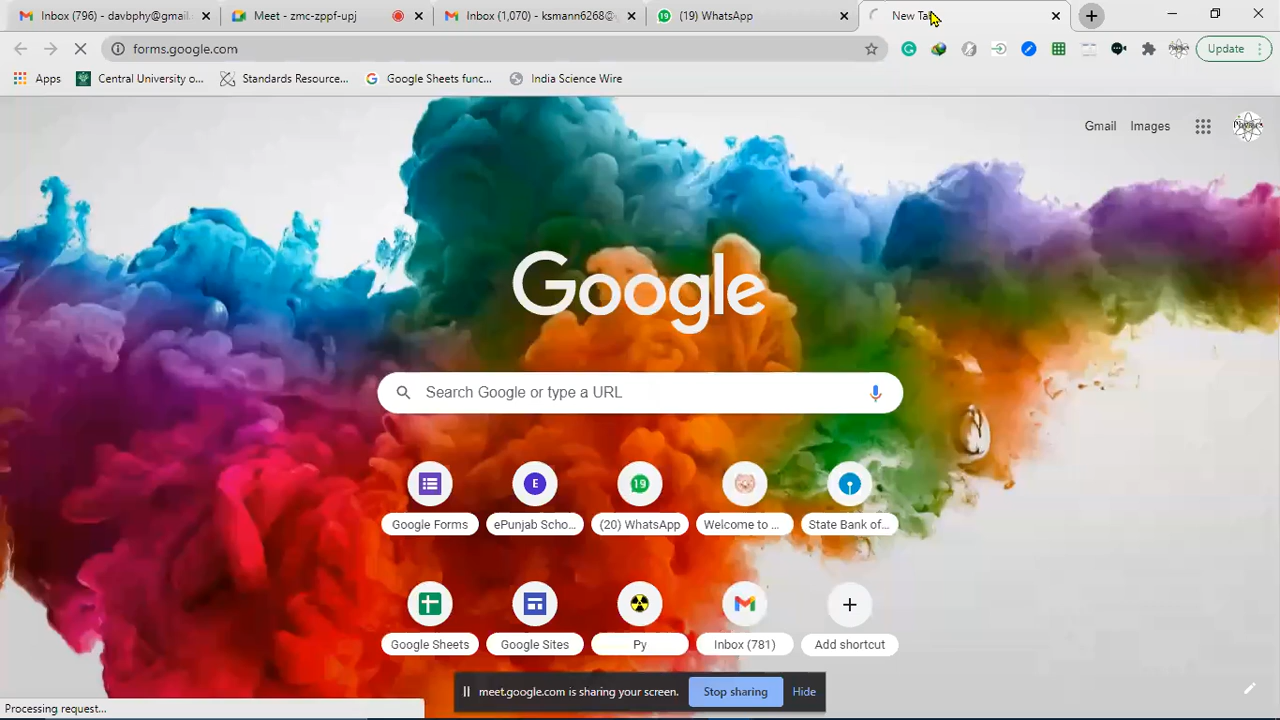 Inbox (796) - davbphy@gmail.
Meet - zmc-zppf-upj
Inbox (1,070) - ksmann6268@
(19) WhatsApp
New Ta
forms.google.com
Update
Apps
Central University o...
Standards Resource...
Google Sheets func...
India Science Wire
Gmail
Images
Google
Search Google or type a URL
E
19
Google Forms
ePunjab Scho...
(20) WhatsApp
Welcome to ...
State Bank of...
Google Sheets
Google Sites
Py
Inbox (781)
Add shortcut
meet.google.com is sharing your screen.
Stop sharing
Hide
Processing request...